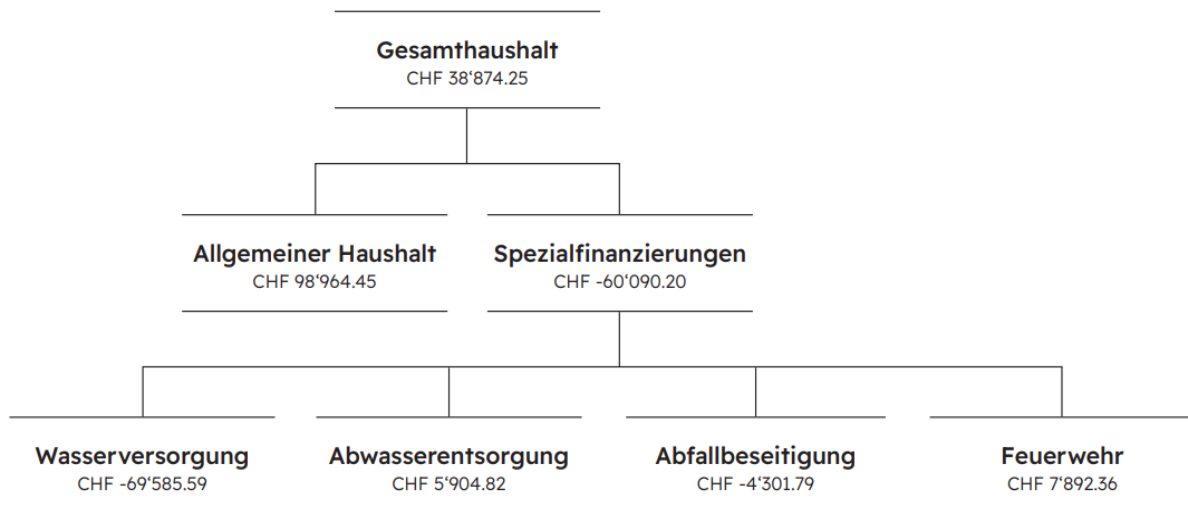 Gesamthaushalt
CHF 38‘874.25
Allgemeiner Haushalt
CHF 98‘964.45
Spezialfinanzierungen
CHF -60‘090.20
Wasserversorgung
CHF -69‘585.59
Abwasserentsorgung
CHF 5‘904.82
Abfallbeseitigung
CHF -4‘301.79
Feuerwehr
CHF 7‘892.36